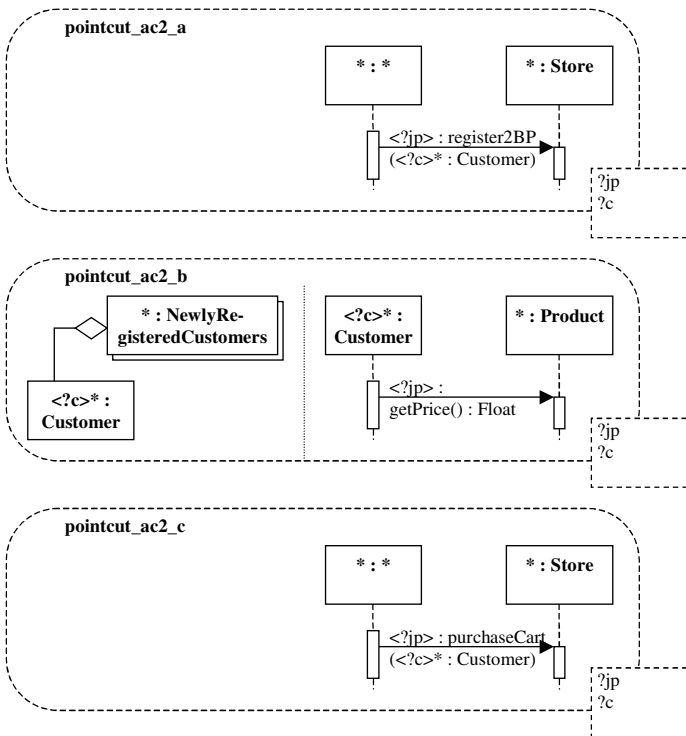 pointcut_ac2_a
* : *
* : Store
<?jp> : register2BP
(<?c>* : Customer)
?jp
?c
pointcut_ac2_b
* : NewlyRe-
gisteredCustomers
<?c>* :
Customer
<?c>* :
Customer
* : Product
<?jp> :
getPrice() : Float
?jp
?c
pointcut_ac2_c
* : *
* : Store
<?jp> : purchaseCart
(<?c>* : Customer)
?jp
?c